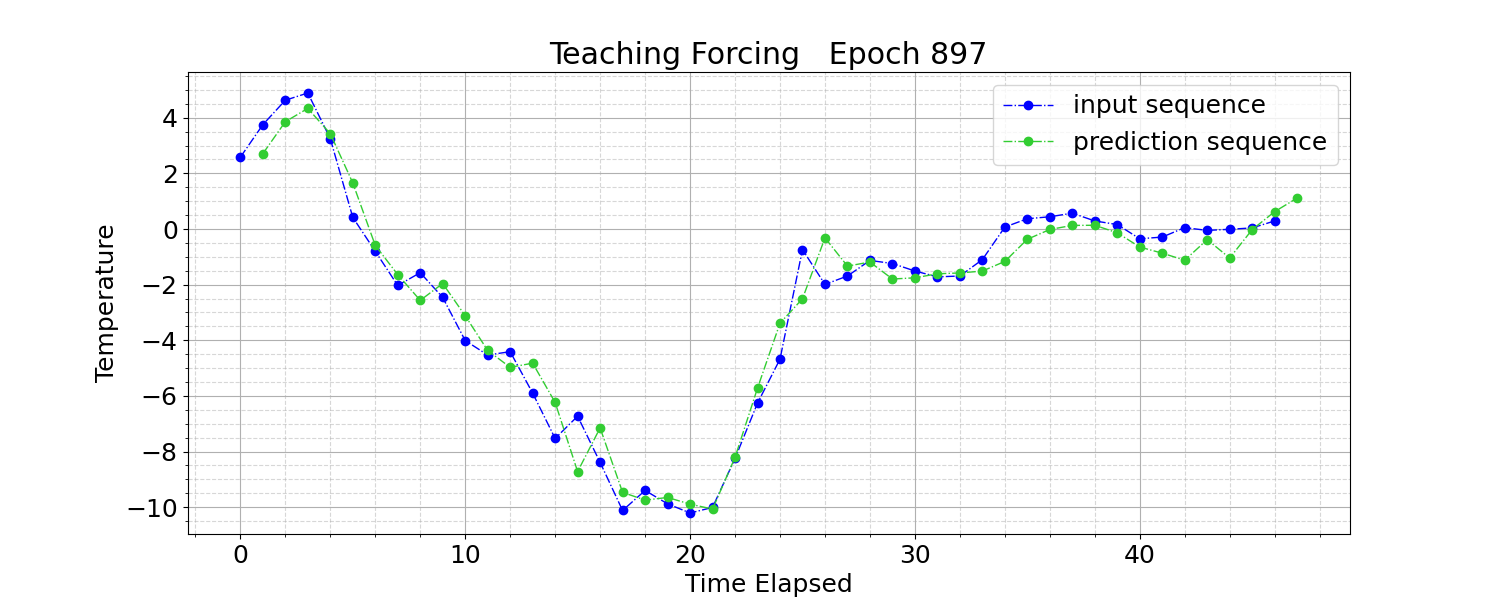 Teaching Forcing   Epoch 897
input sequence
prediction sequence
4
2
0
−2
−4
−6
−8
−10
Temperature
0 10 20 30 40
Time Elapsed